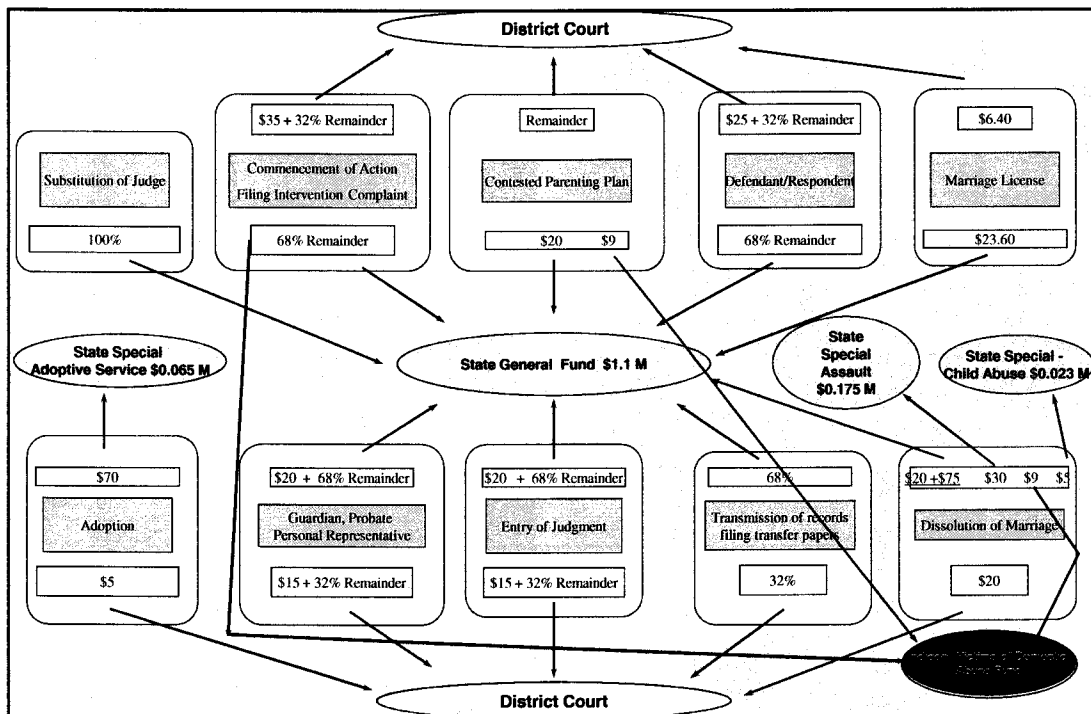 District Court
$35 + 32% Remainder
Remainder
$25 + 32% Remainder
$6.40
Substitution of Judge
Commencement of Action
Filing Intervention Complaint
Contested Parenting Plan
Defendant/Respondent
Marriage License
100%
68% Remainder
$20 $9
68% Remainder
$23.60
State Special
Adoptive Service $0.065 M
State General Fund $1.1 M
State
Special
Assault
$0.175 M
State Special -
Child Abuse $0.023 M
$70
$20 + 68% Remainder
$20 + 68% Remainder
68%
$20 +$75 $30 $9 $5
Adoption
Guardian, Probate
Personal Representative
Entry of Judgment
Transmission of records
filing transfer papers
Dissolution of Marriage
$5
$15 + 32% Remainder
$15 + 32% Remainder
32%
$20
District Court